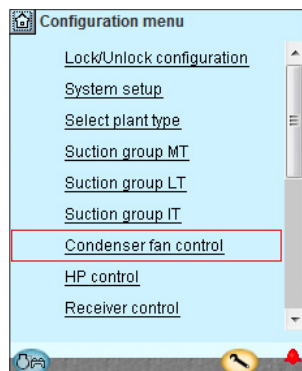 Configuration menu
Lock/Unlock configuration
System setup
Select plant type
Suction group MT
Suction group LT
Suction group IT
Condenser fan control
HP control
Receiver control